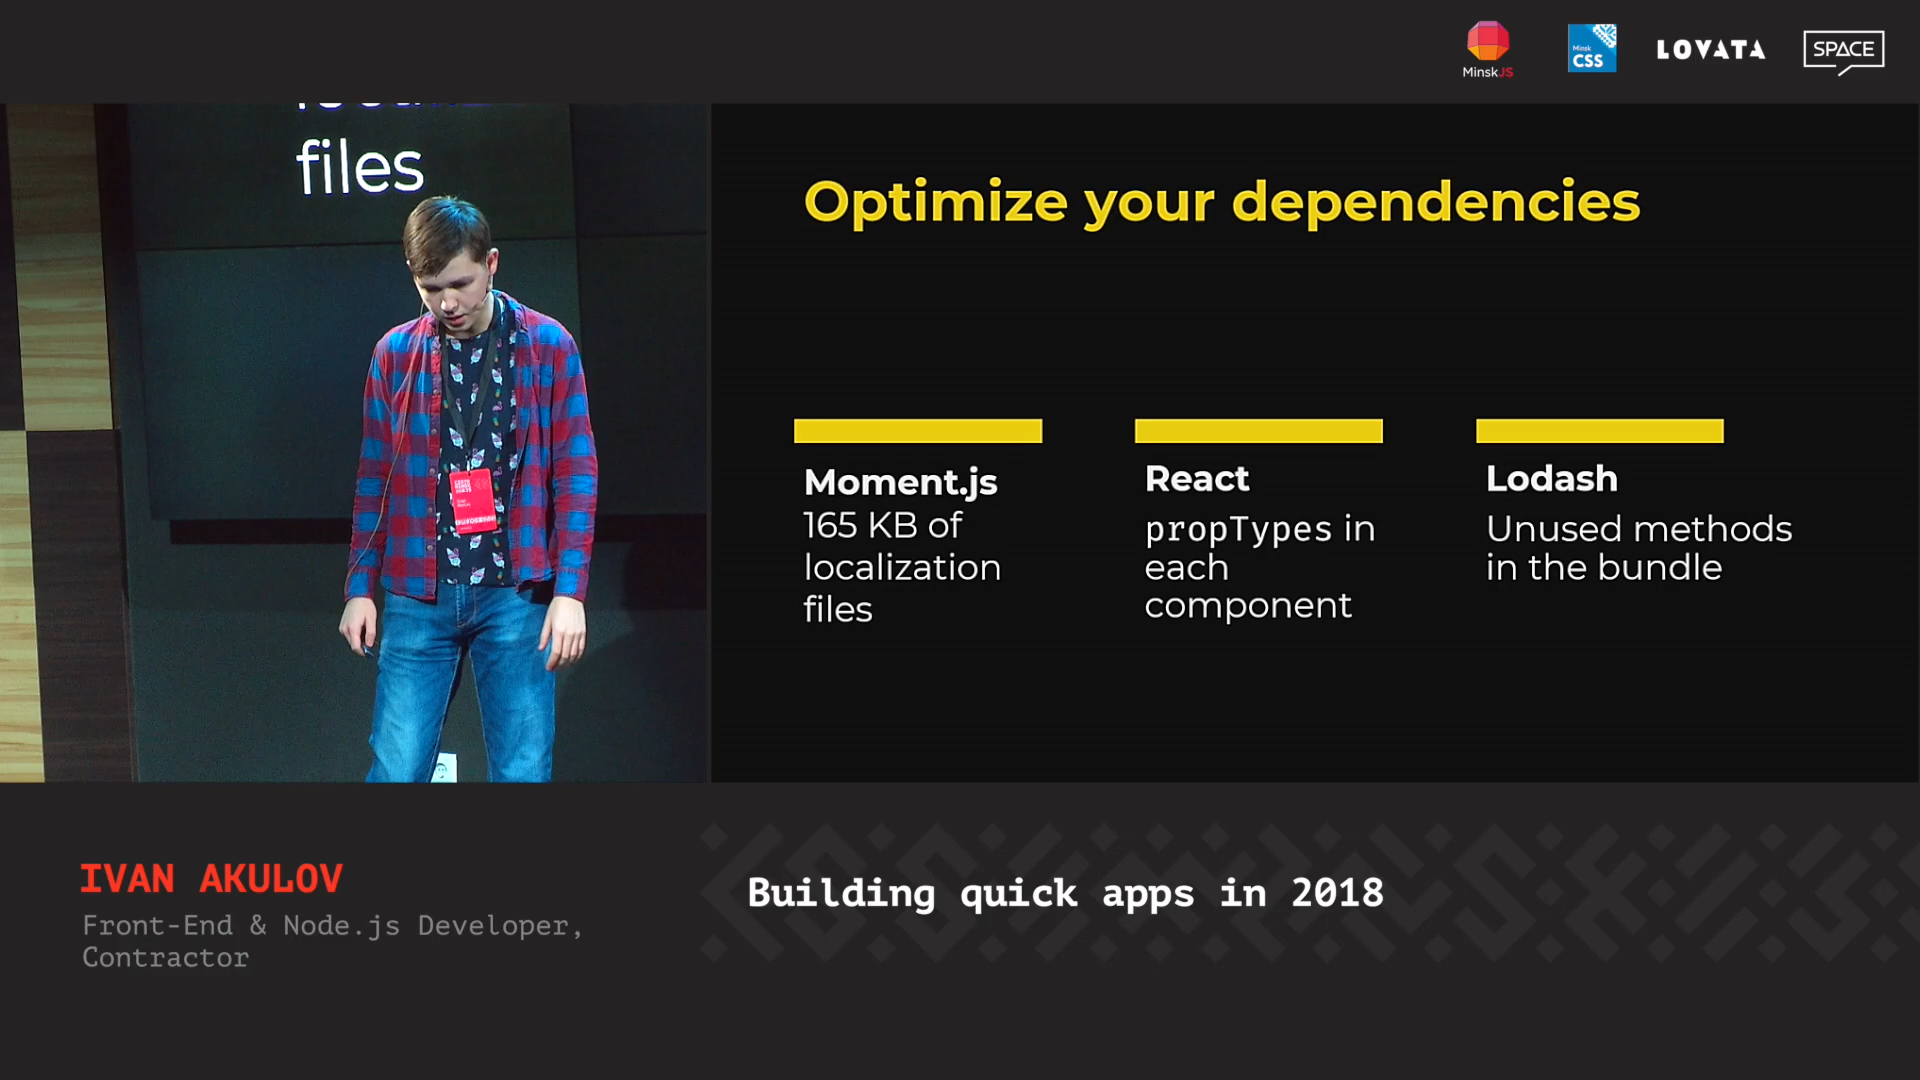 MinskJS
Minsk
CSS
LOVATA
SPACE
files
Optimize your dependencies
Moment.js
165 KB of
localization
files
React
propTypes in
each
component
Lodash
Unused methods
in the bundle
IVAN AKULOV
Front-End & Node.js Developer,
Contractor
Building quick apps in 2018